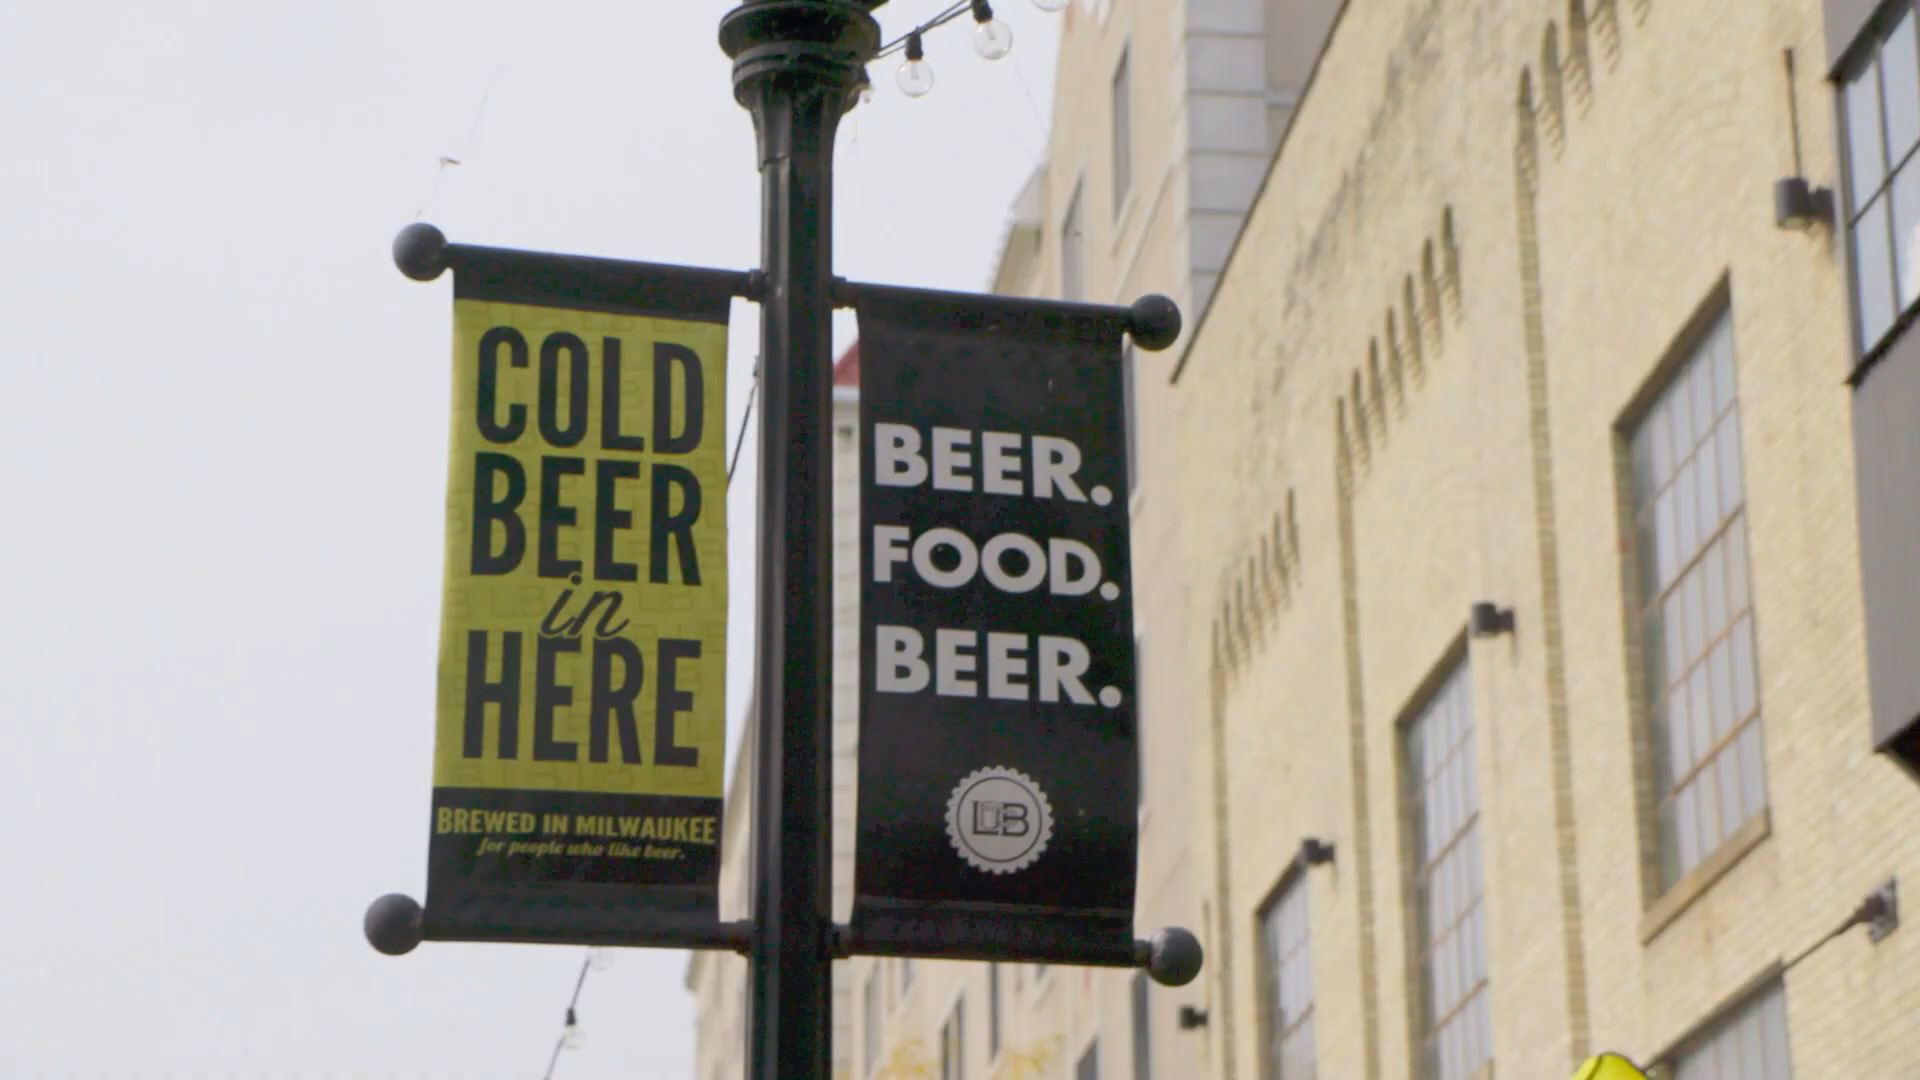 COLD
BEER
in
HERE
BREWED IN MILWAUKEE
for people who like beer.
BEER.
FOOD.
BEER.
LB